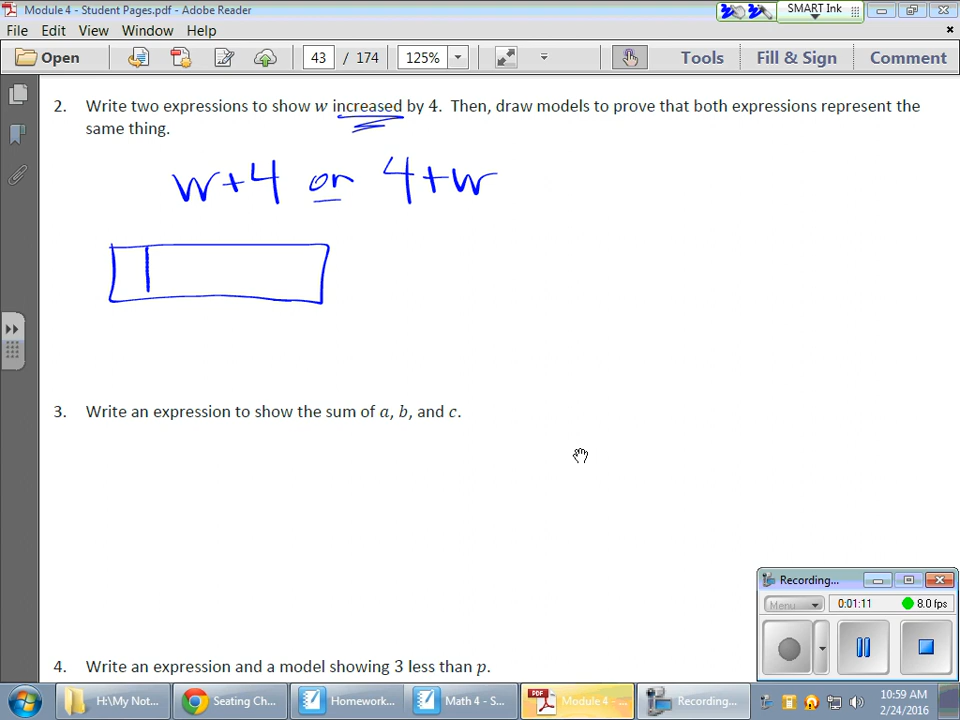 Module 4 - Student Pages.pdf - Adobe Reader
SMART Ink
File Edit View Window Help
Open 43 / 174 125% Tools Fill & Sign Comment
2. Write two expressions to show w increased by 4. Then, draw models to prove that both expressions represent the
same thing.
w+4 or 4+w
3. Write an expression to show the sum of a, b, and c.
Recording...
Menu 0:01:11 8.0 fps
4. Write an expression and a model showing 3 less than p.
H:\My Not... Seating Ch... Homework... Math 4 - S... Module 4 -... Recording...
10:59 AM
2/24/2016